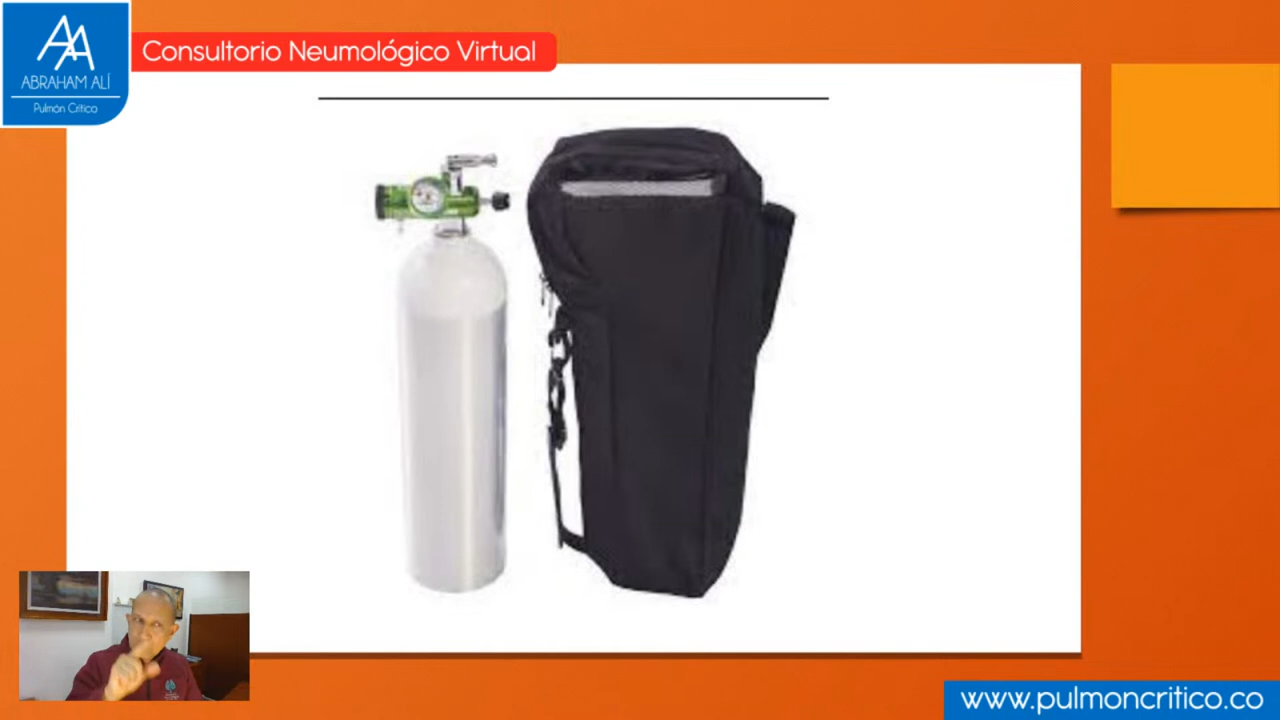 AA
ABRAHAM ALÍ
Pulmón Crítico
Consultorio Neumológico Virtual
www.pulmoncritico.co